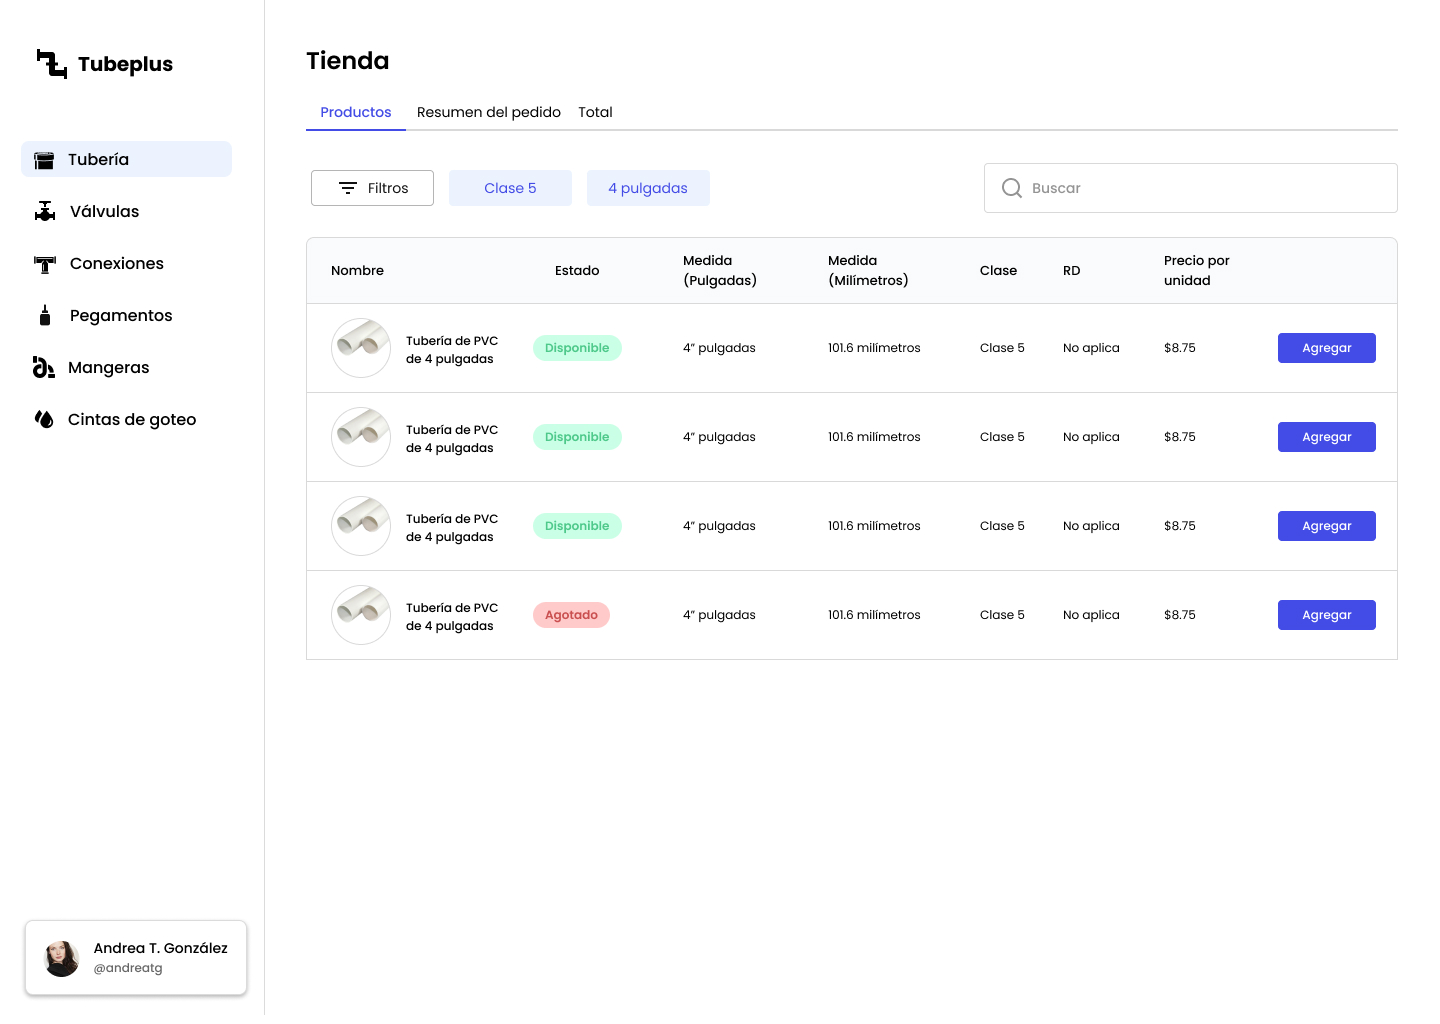 Tubeplus
Tubería
Válvulas
Conexiones
Pegamentos
Mangeras
Cintas de goteo
Andrea T. González
@andreatg
Tienda
Productos Resumen del pedido Total
Filtros Clase 5 4 pulgadas Buscar
Nombre Estado Medida (Pulgadas) Medida (Milímetros) Clase RD Precio por unidad
Tubería de PVC
de 4 pulgadas
Disponible 4” pulgadas 101.6 milímetros Clase 5 No aplica $8.75 Agregar
Tubería de PVC
de 4 pulgadas
Disponible 4” pulgadas 101.6 milímetros Clase 5 No aplica $8.75 Agregar
Tubería de PVC
de 4 pulgadas
Disponible 4” pulgadas 101.6 milímetros Clase 5 No aplica $8.75 Agregar
Tubería de PVC
de 4 pulgadas
Agotado 4” pulgadas 101.6 milímetros Clase 5 No aplica $8.75 Agregar